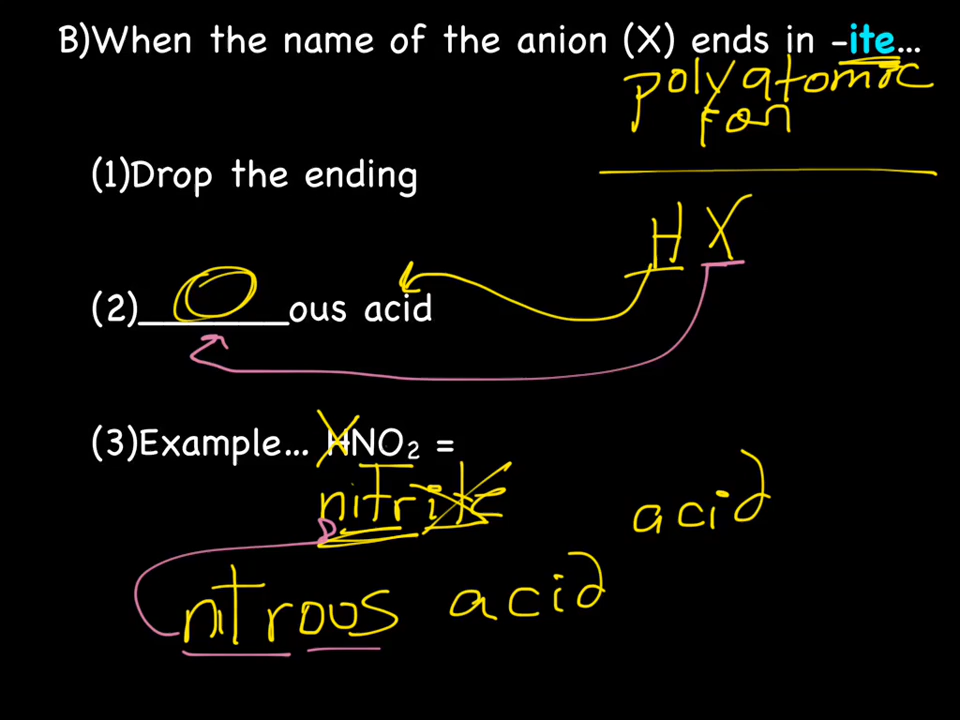 B)When the name of the anion (X) ends in -ite...
polyatomic
ion
(1)Drop the ending
H X
(2)________ous acid
(3)Example... HNO₂ =
nitrite
acid
nitrous acid